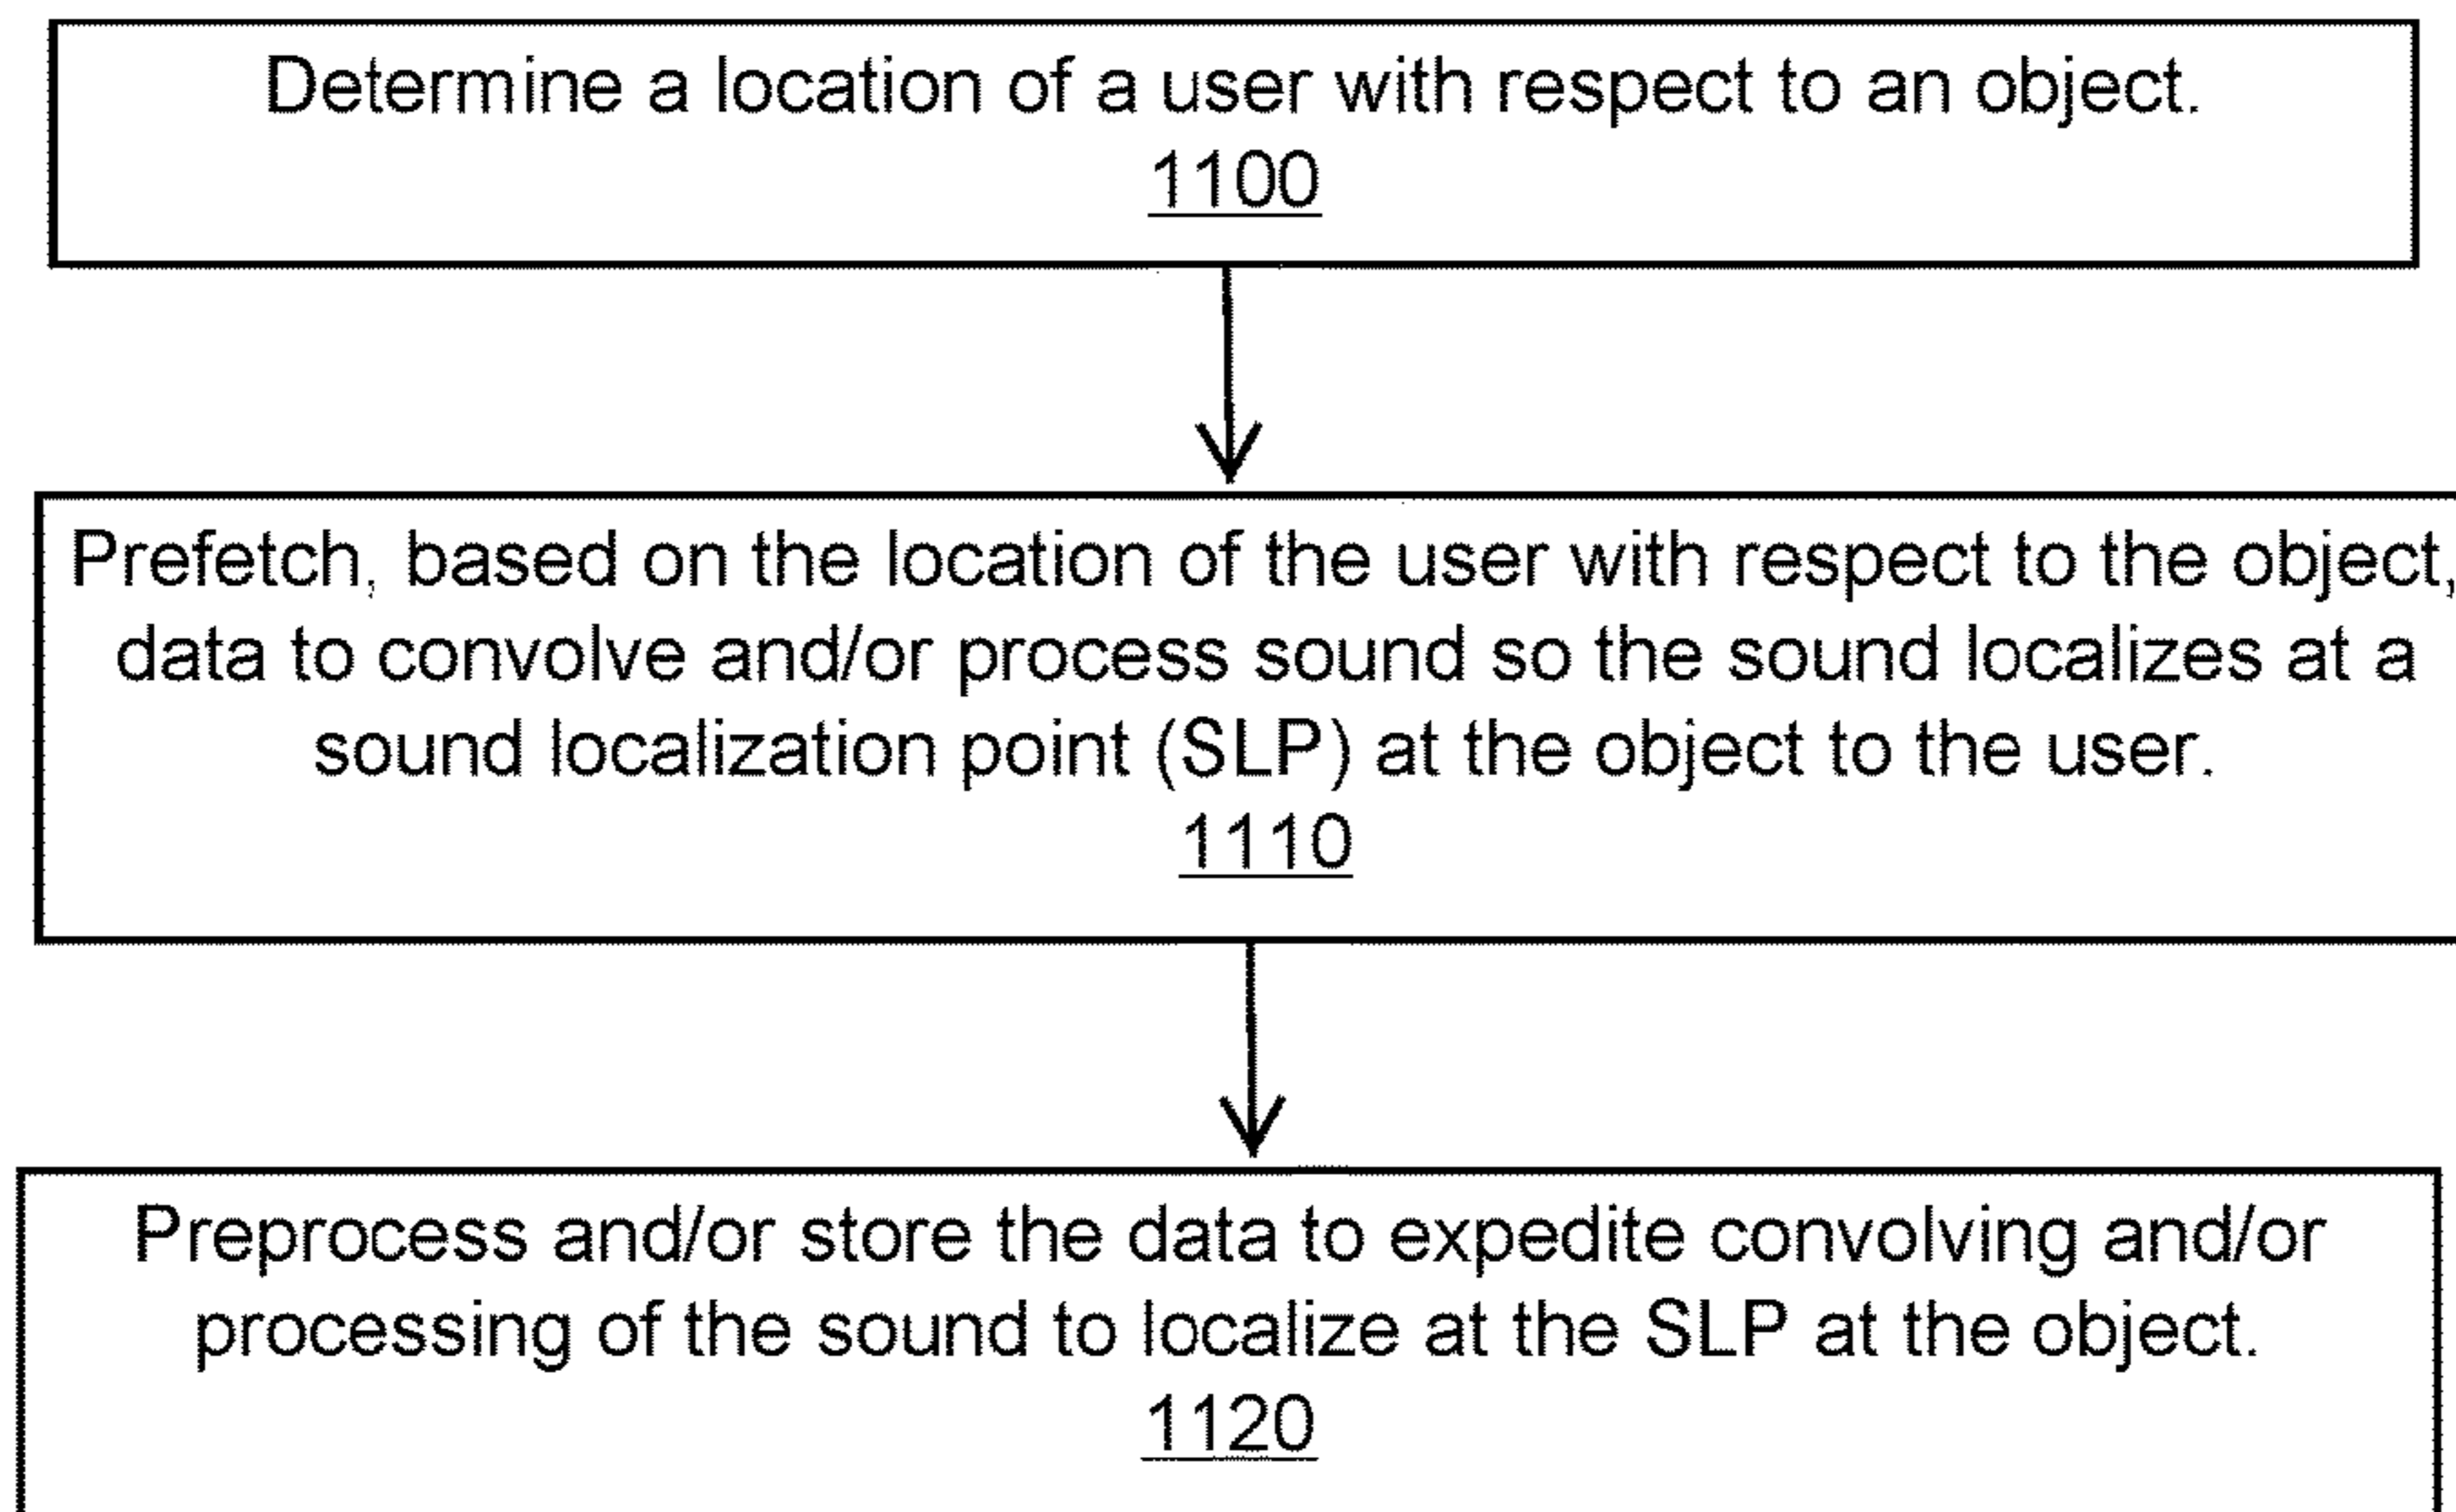 Determine a location of a user with respect to an object.
1100
Prefetch, based on the location of the user with respect to the object,
data to convolve and/or process sound so the sound localizes at a
sound localization point (SLP) at the object to the user.
1110
Preprocess and/or store the data to expedite convolving and/or
processing of the sound to localize at the SLP at the object.
1120